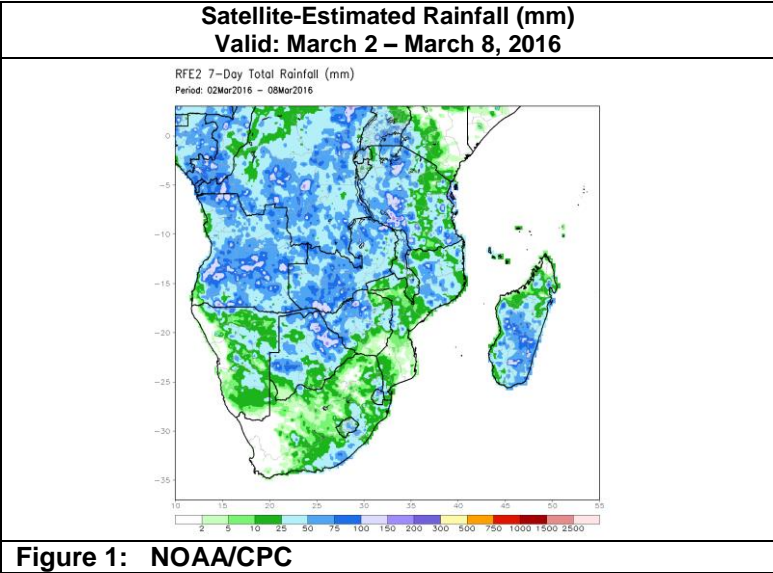 Satellite-Estimated Rainfall (mm)
Valid: March 2 – March 8, 2016
RFE2 7-Day Total Rainfall (mm)
Period: 02Mar2016 – 08Mar2016
0
-5
-10
-15
-20
-25
-30
-35
10 15 20 25 30 35 40 45 50 55
2 5 10 25 50 75 100 150 200 300 500 750 1000 1500 2500
Figure 1: NOAA/CPC